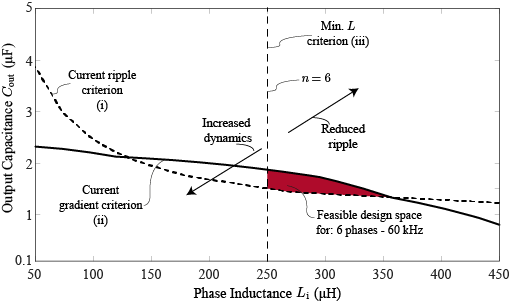 5
4
3
2
1
0.1
Output Capacitance Cout (μF)
Current ripple
criterion
(i)
Min. L
criterion (iii)
n = 6
Increased
dynamics
Reduced
ripple
Current
gradient criterion
(ii)
Feasible design space
for: 6 phases - 60 kHz
50 100 150 200 250 300 350 400 450
Phase Inductance Li (μH)